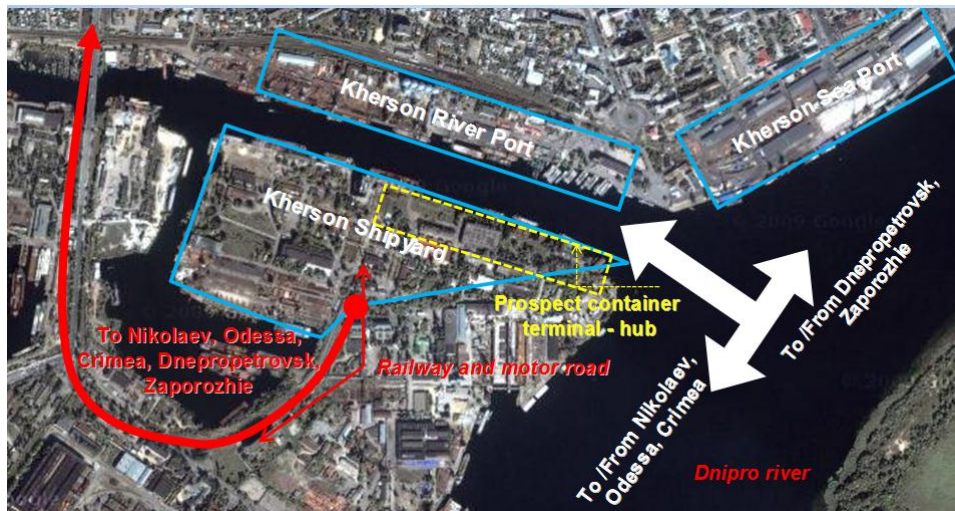 Kherson River Port
Kherson Sea Port
Kherson Shipyard
Prospect container
terminal - hub
To /From Dnepropetrovsk,
Zaporozhie
To Nikolaev, Odessa,
Crimea, Dnepropetrovsk,
Zaporozhie
Railway and motor road
To /From Nikolaev,
Odessa, Crimea
Dnipro river
© 2009 Google